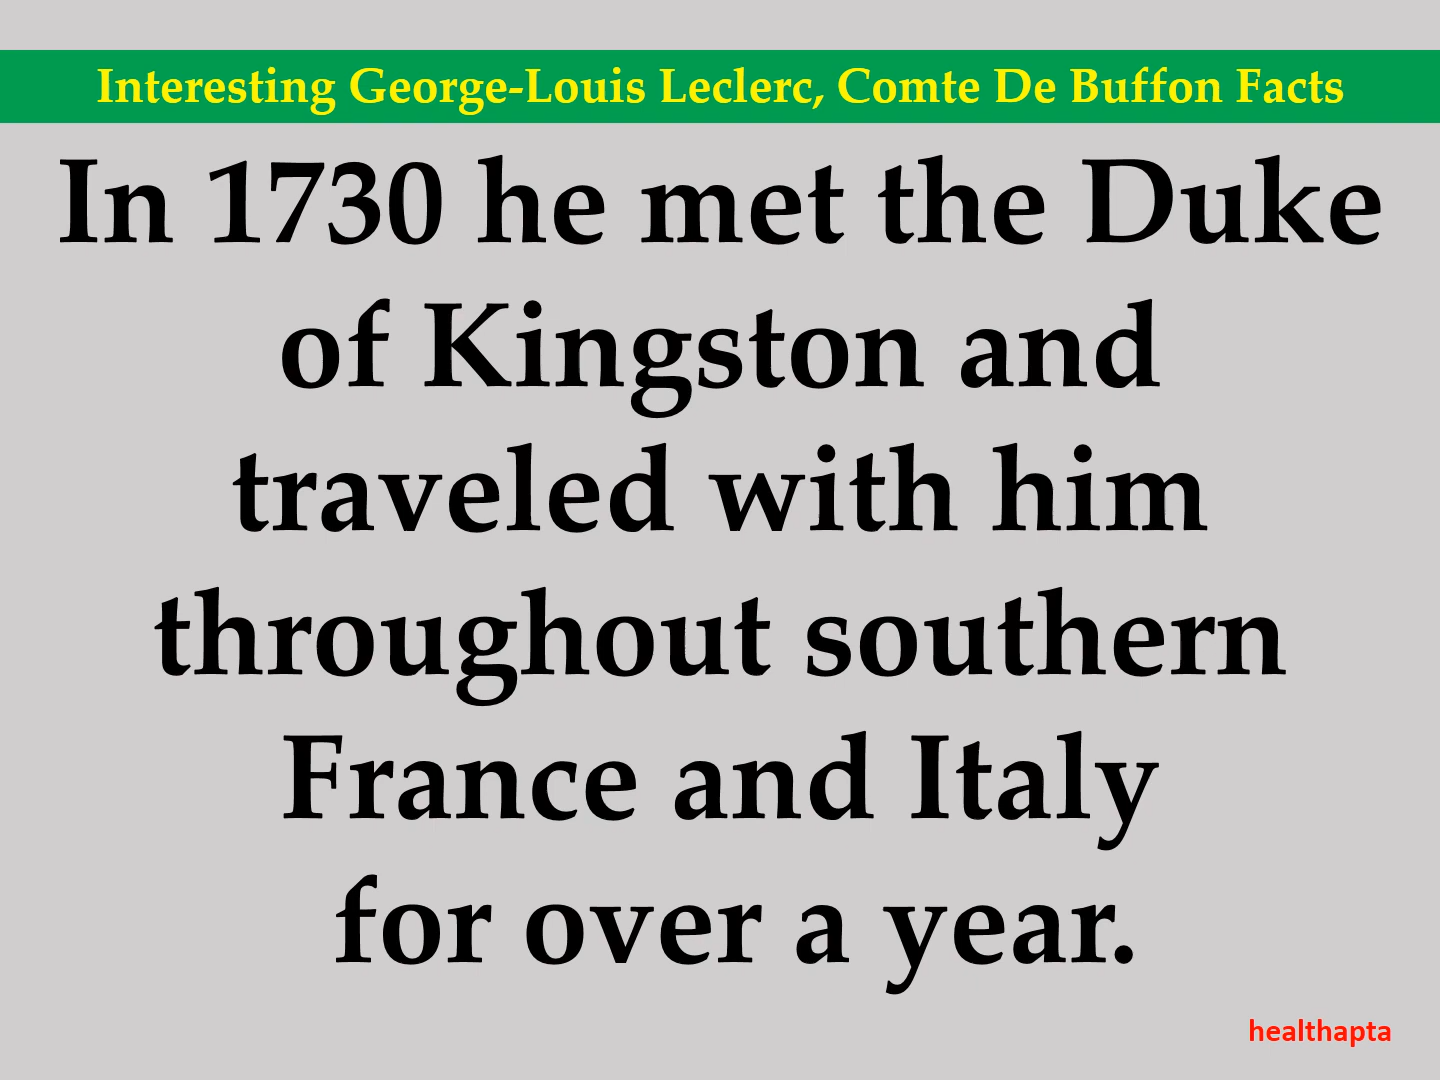 Interesting George-Louis Leclerc, Comte De Buffon Facts
In 1730 he met the Duke
of Kingston and
traveled with him
throughout southern
France and Italy
for over a year.
healthapta